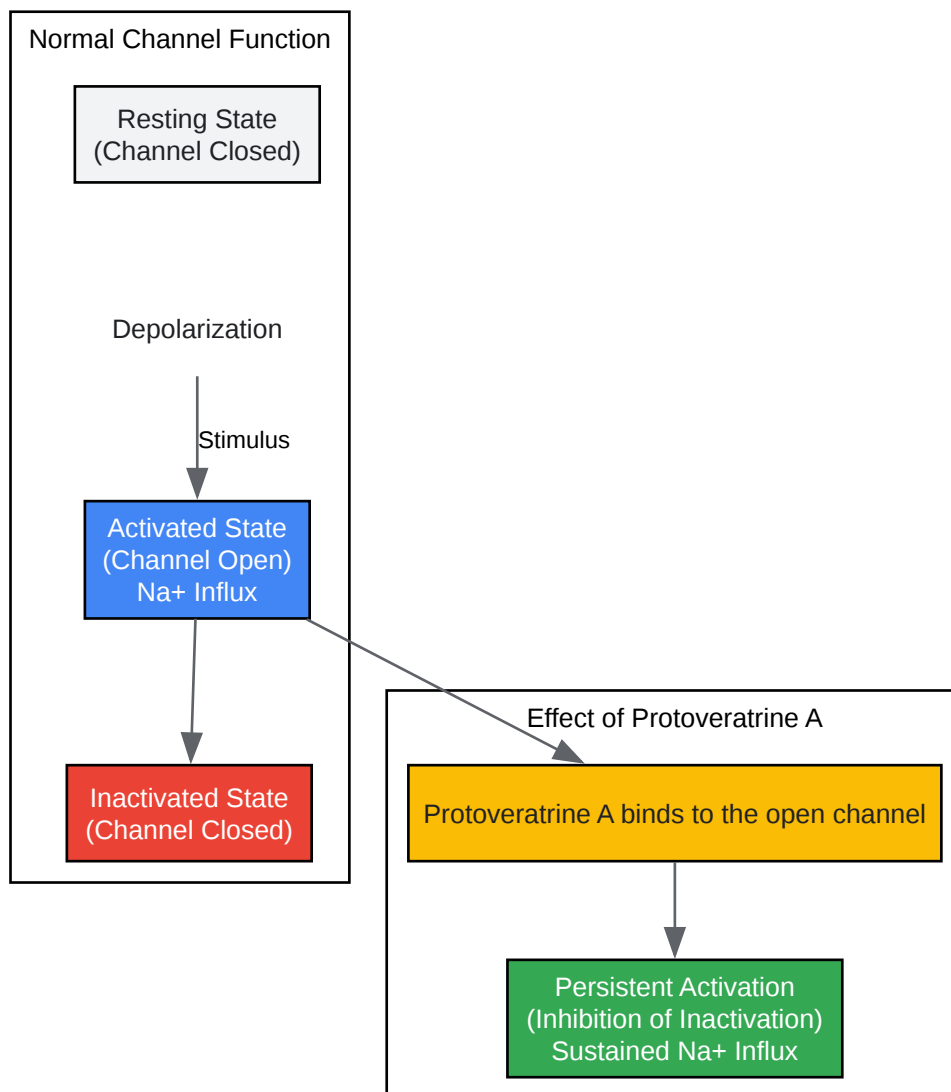 Normal Channel Function
Resting State
(Channel Closed)
Depolarization
Stimulus
Activated State
(Channel Open)
Na+ Influx
Inactivated State
(Channel Closed)
Effect of Protoveratrine A
Protoveratrine A binds to the open channel
Persistent Activation
(Inhibition of Inactivation)
Sustained Na+ Influx